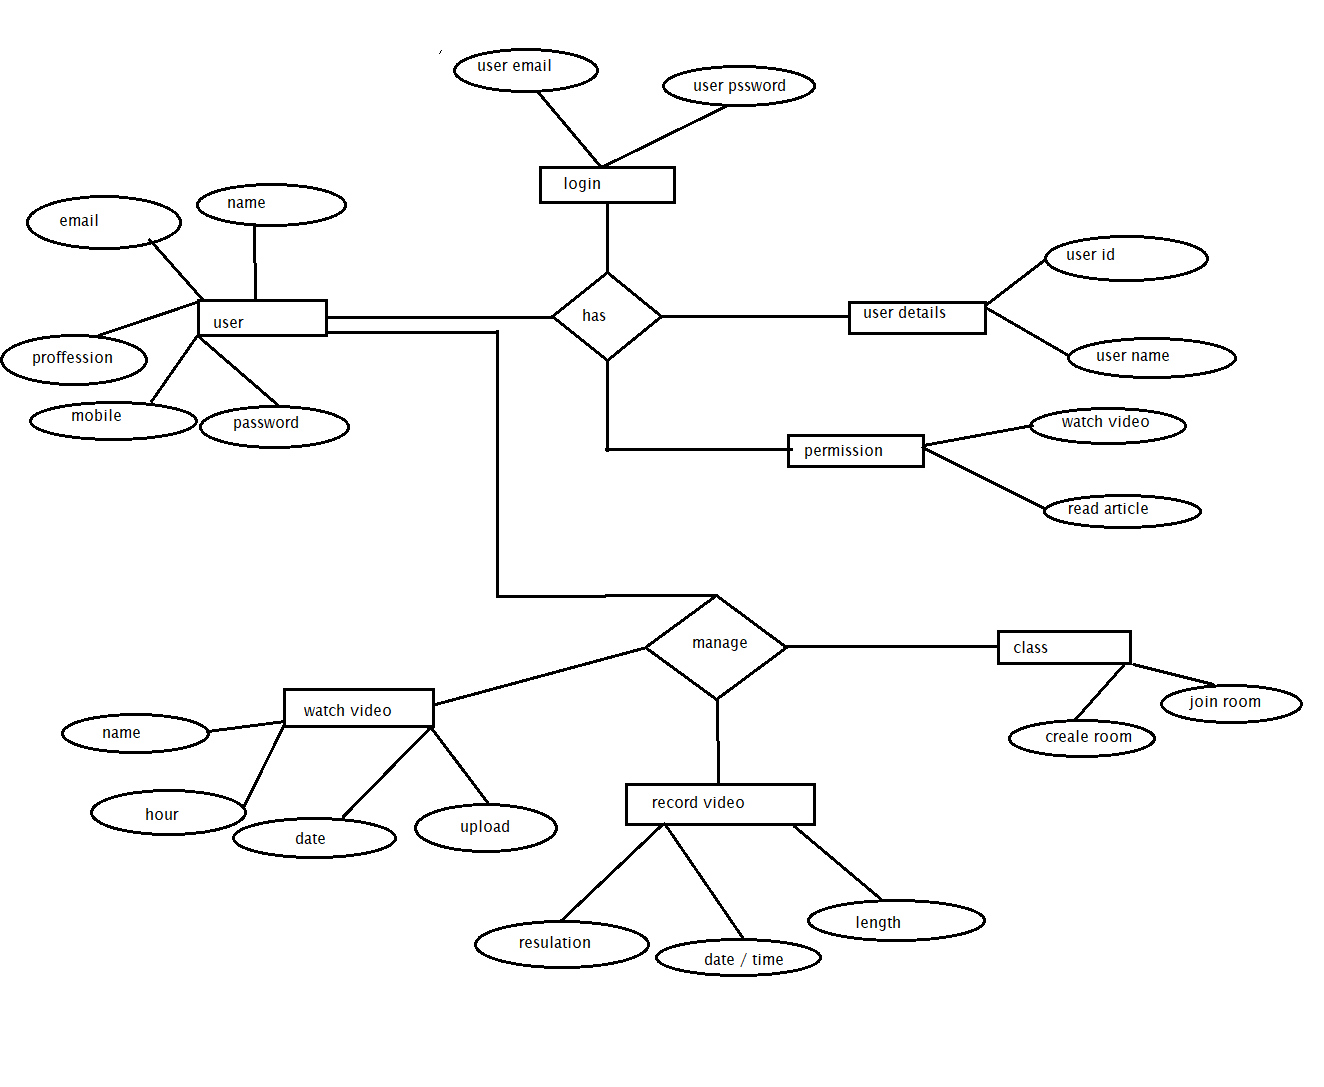 user email
user pssword
login
email
name
user
proffession
mobile
password
has
user details
user id
user name
permission
watch video
read article
manage
class
join room
creale room
watch video
name
hour
date
upload
record video
resulation
date / time
length